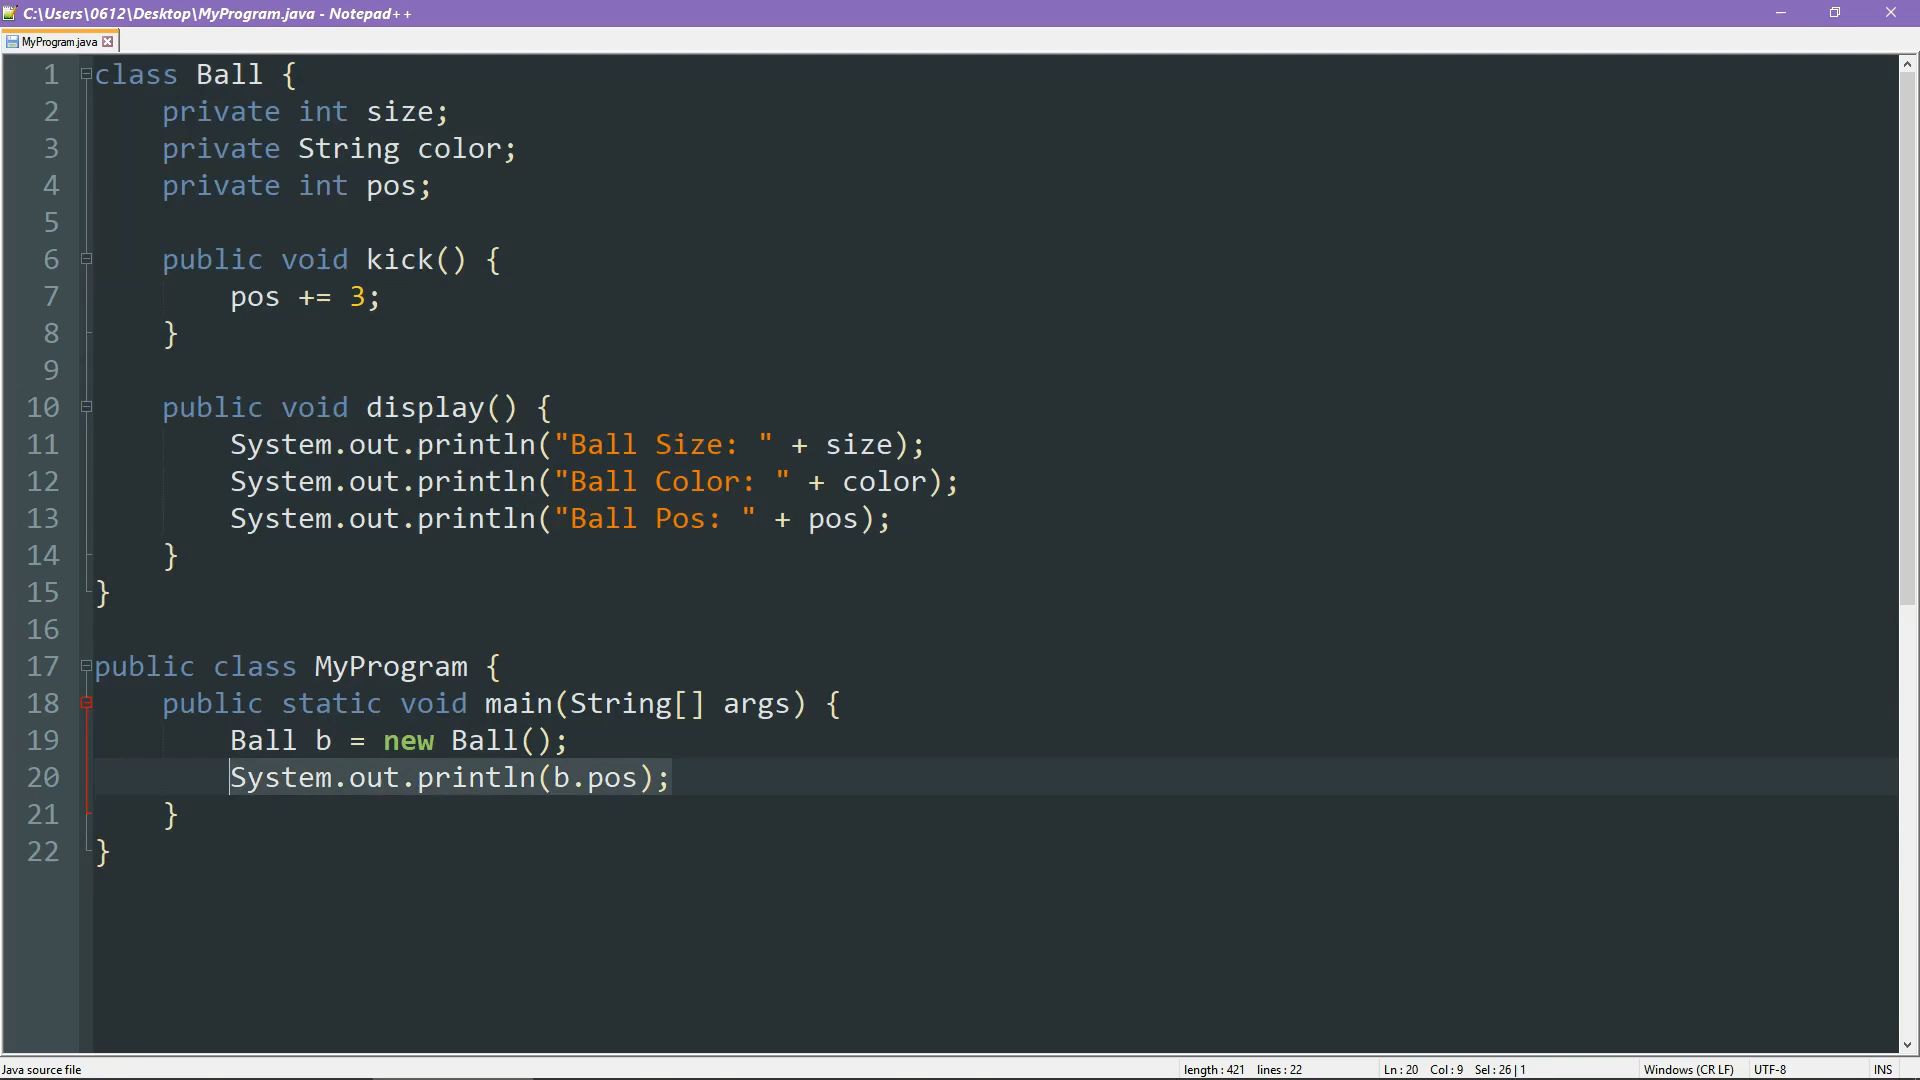 C:\Users\0612\Desktop\MyProgram.java - Notepad++
MyProgram.java
1 class Ball {
2     private int size;
3     private String color;
4     private int pos;
5
6     public void kick() {
7         pos += 3;
8     }
9
10     public void display() {
11         System.out.println("Ball Size: " + size);
12         System.out.println("Ball Color: " + color);
13         System.out.println("Ball Pos: " + pos);
14     }
15 }
16
17 public class MyProgram {
18     public static void main(String[] args) {
19         Ball b = new Ball();
20         System.out.println(b.pos);
21     }
22 }
Java source file length : 421 lines : 22 Ln : 20 Col : 9 Sel : 26 | 1 Windows (CR LF) UTF-8 INS